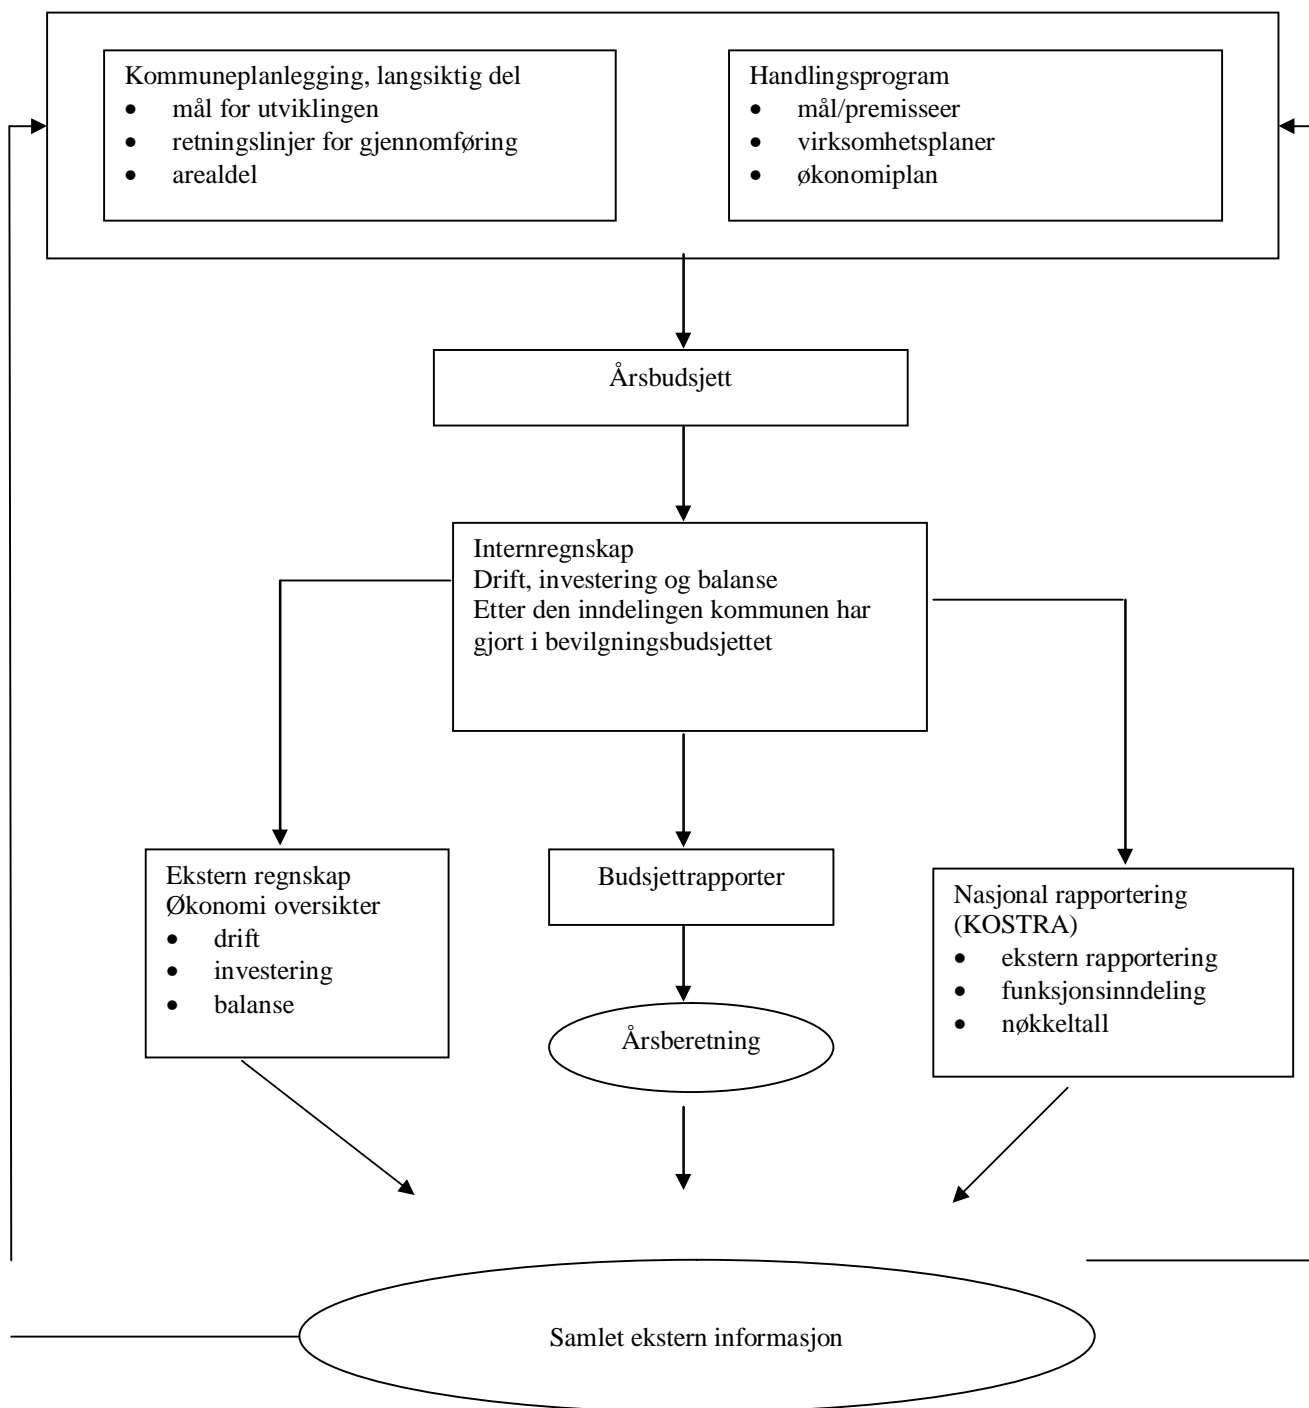 Kommuneplanlegging, langsiktig del
• mål for utviklingen
• retningslinjer for gjennomføring
• arealdel
Handlingsprogram
• mål/premisseer
• virksomhetsplaner
• økonomiplan
Årsbudsjett
Internregnskap
Drift, investering og balanse
Etter den inndelingen kommunen har
gjort i bevilgningsbudsjettet
Ekstern regnskap
Økonomi oversikter
• drift
• investering
• balanse
Budsjettrapporter
Årsberetning
Nasjonal rapportering
(KOSTRA)
• ekstern rapportering
• funksjonsinndeling
• nøkkeltall
Samlet ekstern informasjon